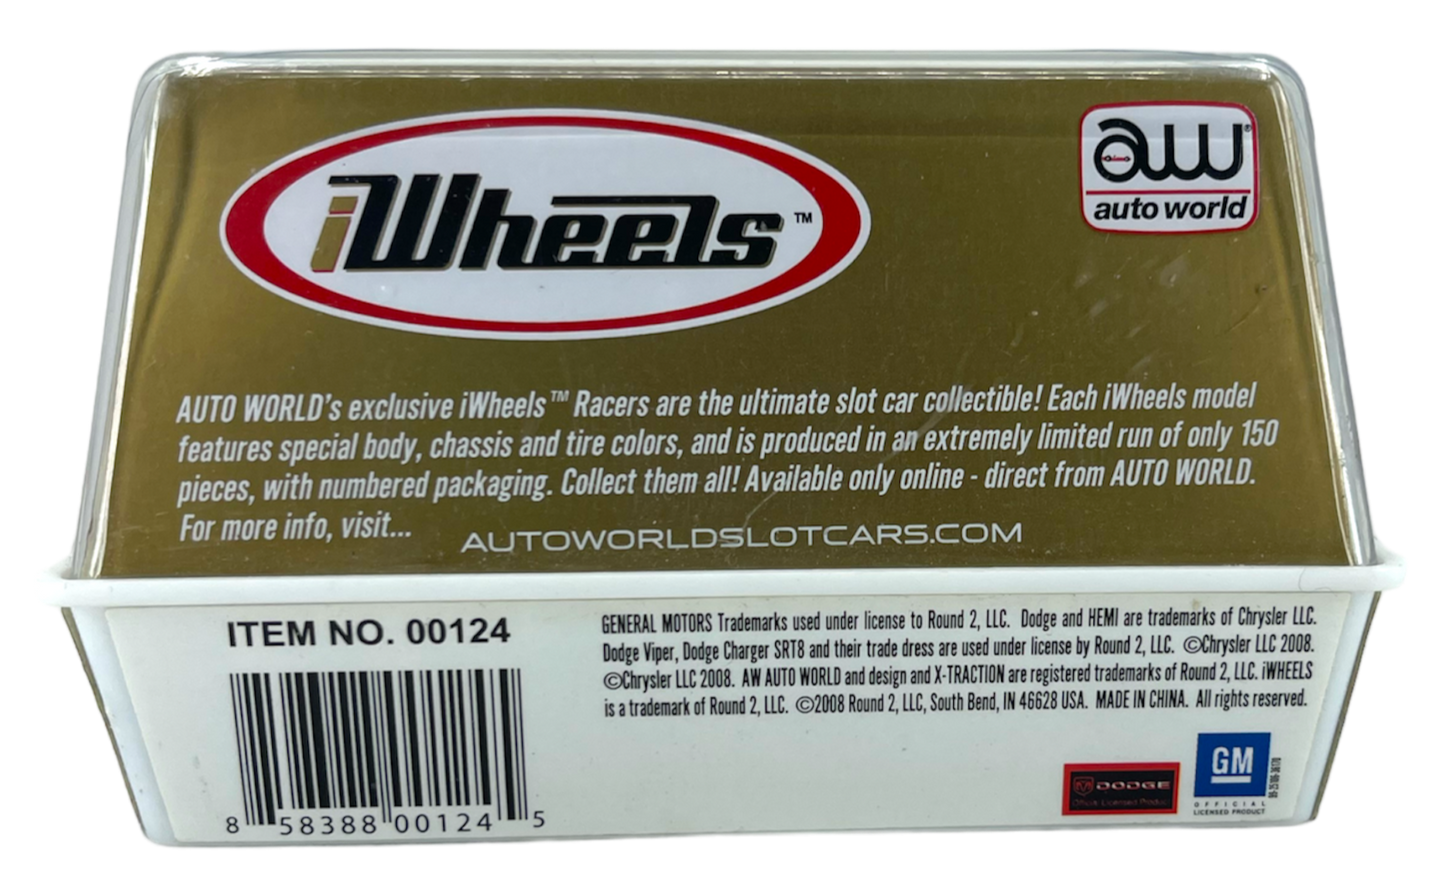 iWheels™
aw®
auto world
AUTO WORLD's exclusive iWheels™ Racers are the ultimate slot car collectible! Each iWheels model
features special body, chassis and tire colors, and is produced in an extremely limited run of only 150
pieces, with numbered packaging. Collect them all! Available only online - direct from AUTO WORLD.
For more info, visit... AUTOWORLDSLOTCARS.COM
ITEM NO. 00124
8 58388 00124 5
GENERAL MOTORS Trademarks used under license to Round 2, LLC. Dodge and HEMI are trademarks of Chrysler LLC.
Dodge Viper, Dodge Charger SRT8 and their trade dress are used under license by Round 2, LLC. ©Chrysler LLC 2008.
©Chrysler LLC 2008. AW AUTO WORLD and design and X-TRACTION are registered trademarks of Round 2, LLC. iWHEELS
is a trademark of Round 2, LLC. ©2008 Round 2, LLC, South Bend, IN 46628 USA. MADE IN CHINA. All rights reserved.
DODGE
Official Licensed Product
GM
OFFICIAL
LICENSED PRODUCT